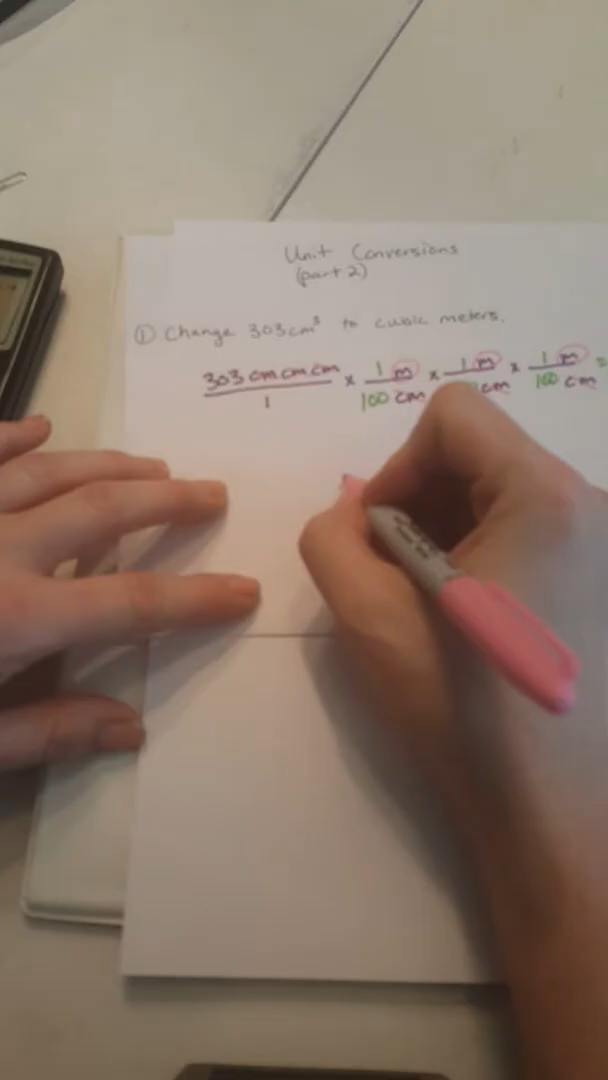 Unit Conversions
(part 2)
① Change 303cm³ to cubic meters.
303 cm cm cm × 1 m × 1 m × 1 m =
1 100 cm cm 100 cm